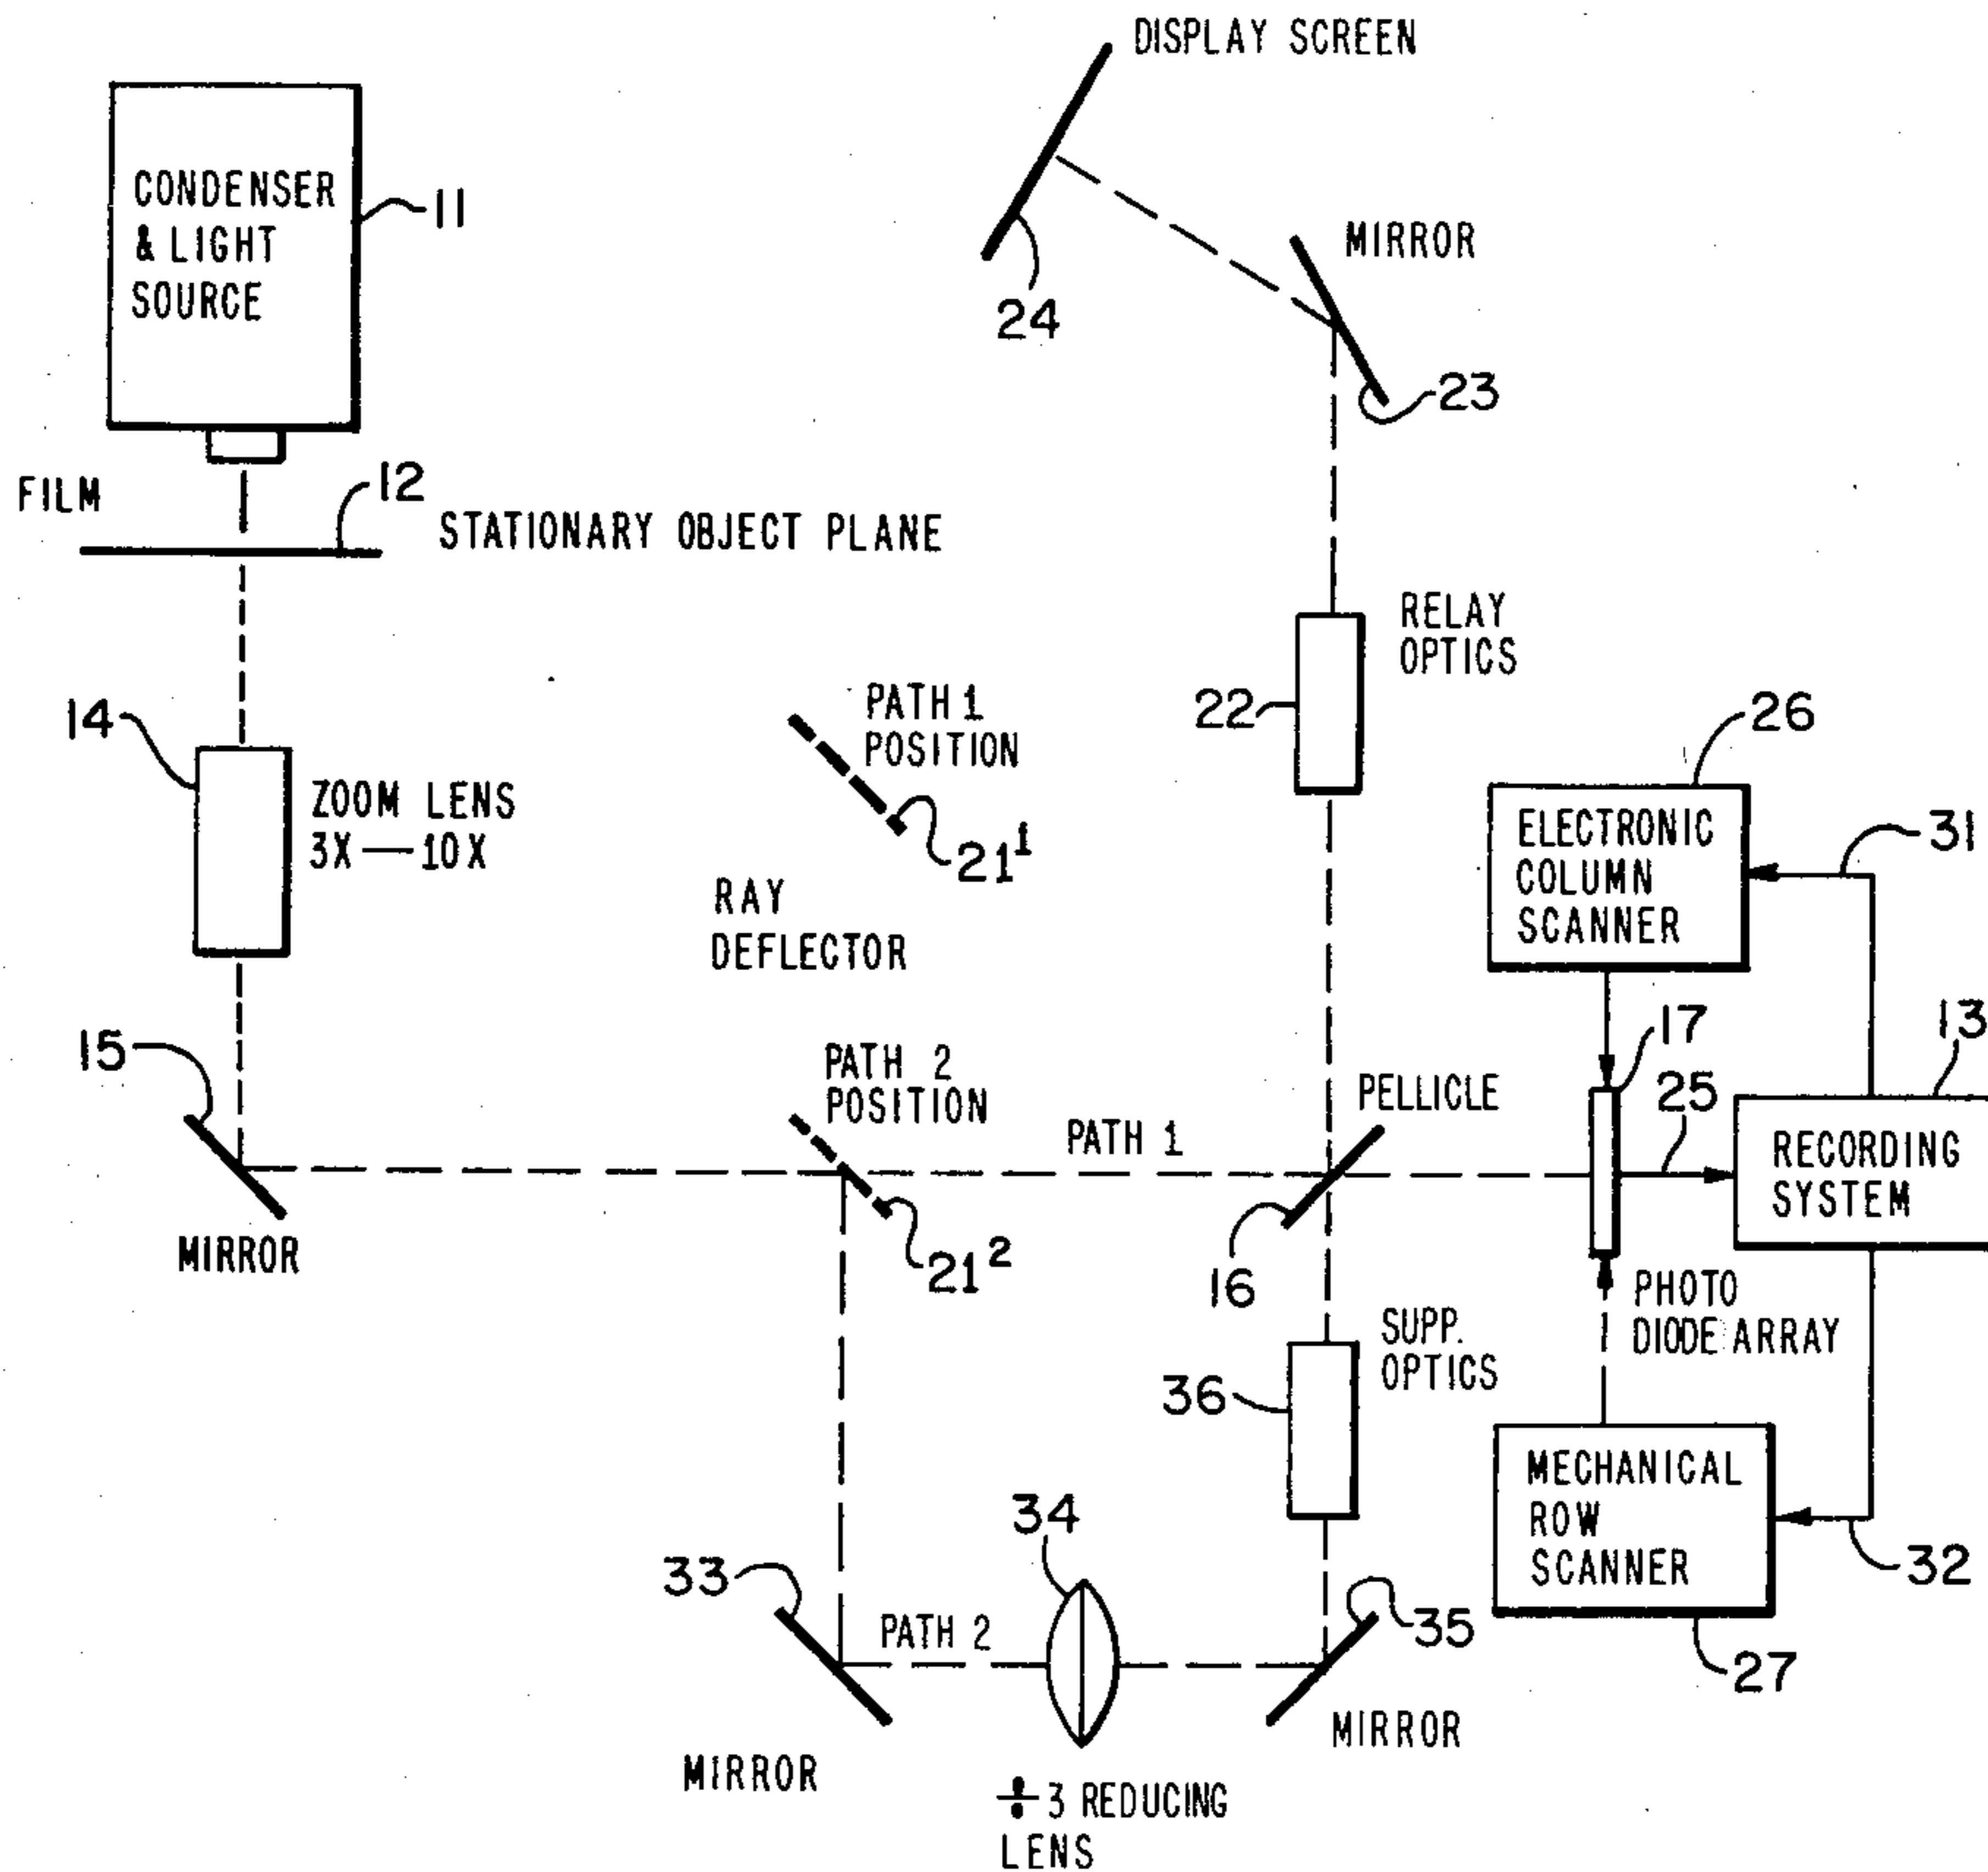 DISPLAY SCREEN
CONDENSER
& LIGHT
SOURCE
11
24
MIRROR
23
FILM
12
STATIONARY OBJECT PLANE
RELAY
OPTICS
22
14
ZOOM LENS
3X — 10X
PATH 1
POSITION
21¹
RAY
DEFLECTOR
26
ELECTRONIC
COLUMN
SCANNER
31
15
MIRROR
PATH 2
POSITION
21²
PATH 1
PELLICLE
16
17
25
13
RECORDING
SYSTEM
PHOTO
DIODE ARRAY
SUPP.
OPTICS
36
MECHANICAL
ROW
SCANNER
32
27
33
34
35
PATH 2
MIRROR
MIRROR
÷3 REDUCING
LENS